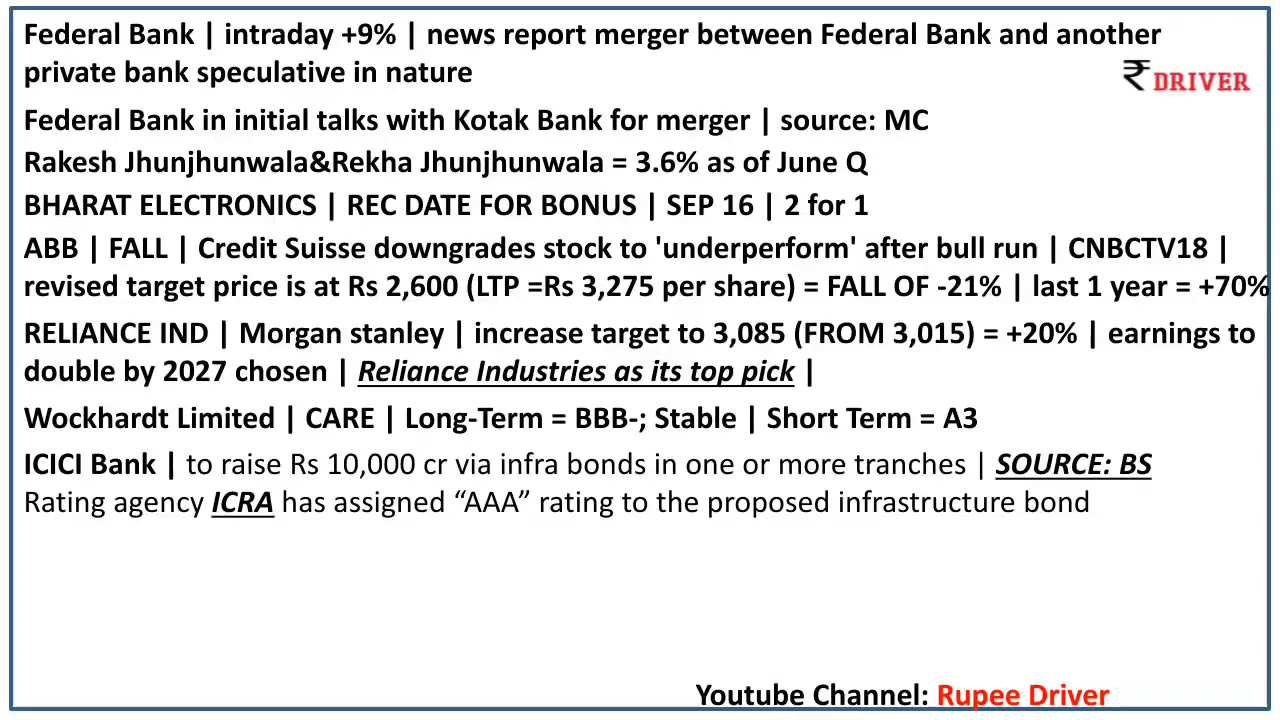 Federal Bank | intraday +9% | news report merger between Federal Bank and another
private bank speculative in nature
₹ DRIVER
Federal Bank in initial talks with Kotak Bank for merger | source: MC
Rakesh Jhunjhunwala&Rekha Jhunjhunwala = 3.6% as of June Q
BHARAT ELECTRONICS | REC DATE FOR BONUS | SEP 16 | 2 for 1
ABB | FALL | Credit Suisse downgrades stock to 'underperform' after bull run | CNBCTV18 |
revised target price is at Rs 2,600 (LTP =Rs 3,275 per share) = FALL OF -21% | last 1 year = +70%
RELIANCE IND | Morgan stanley | increase target to 3,085 (FROM 3,015) = +20% | earnings to
double by 2027 chosen | Reliance Industries as its top pick |
Wockhardt Limited | CARE | Long-Term = BBB-; Stable | Short Term = A3
ICICI Bank | to raise Rs 10,000 cr via infra bonds in one or more tranches | SOURCE: BS
Rating agency ICRA has assigned “AAA” rating to the proposed infrastructure bond
Youtube Channel: Rupee Driver